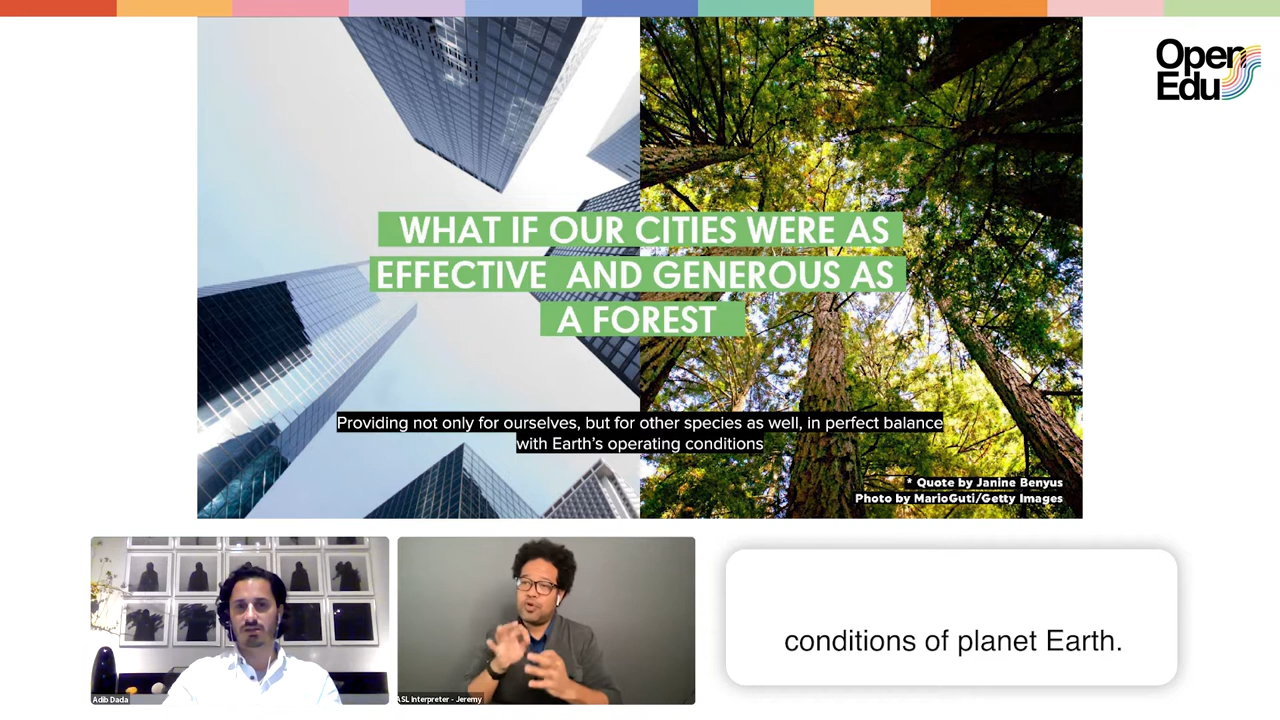 Open
Edu
WHAT IF OUR CITIES WERE AS
EFFECTIVE AND GENEROUS AS
A FOREST
Providing not only for ourselves, but for other species as well, in perfect balance
with Earth's operating conditions
* Quote by Janine Benyus
Photo by MarioGuti/Getty Images
Adib Dada
ASL Interpreter - Jeremy
conditions of planet Earth.